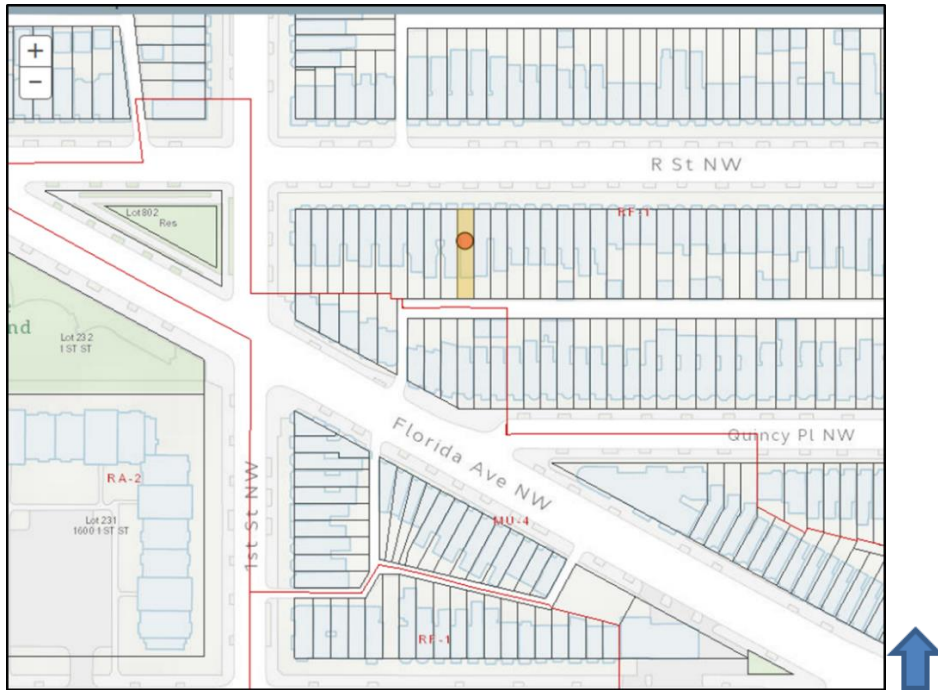 +
−
R St NW
Lot 802
Res
RF-1
nd
Lot 232
1 ST ST
Florida Ave NW
Quincy Pl NW
RA-2
1st St NW
Lot 231
1600 1 ST ST
MU-4
RF-1